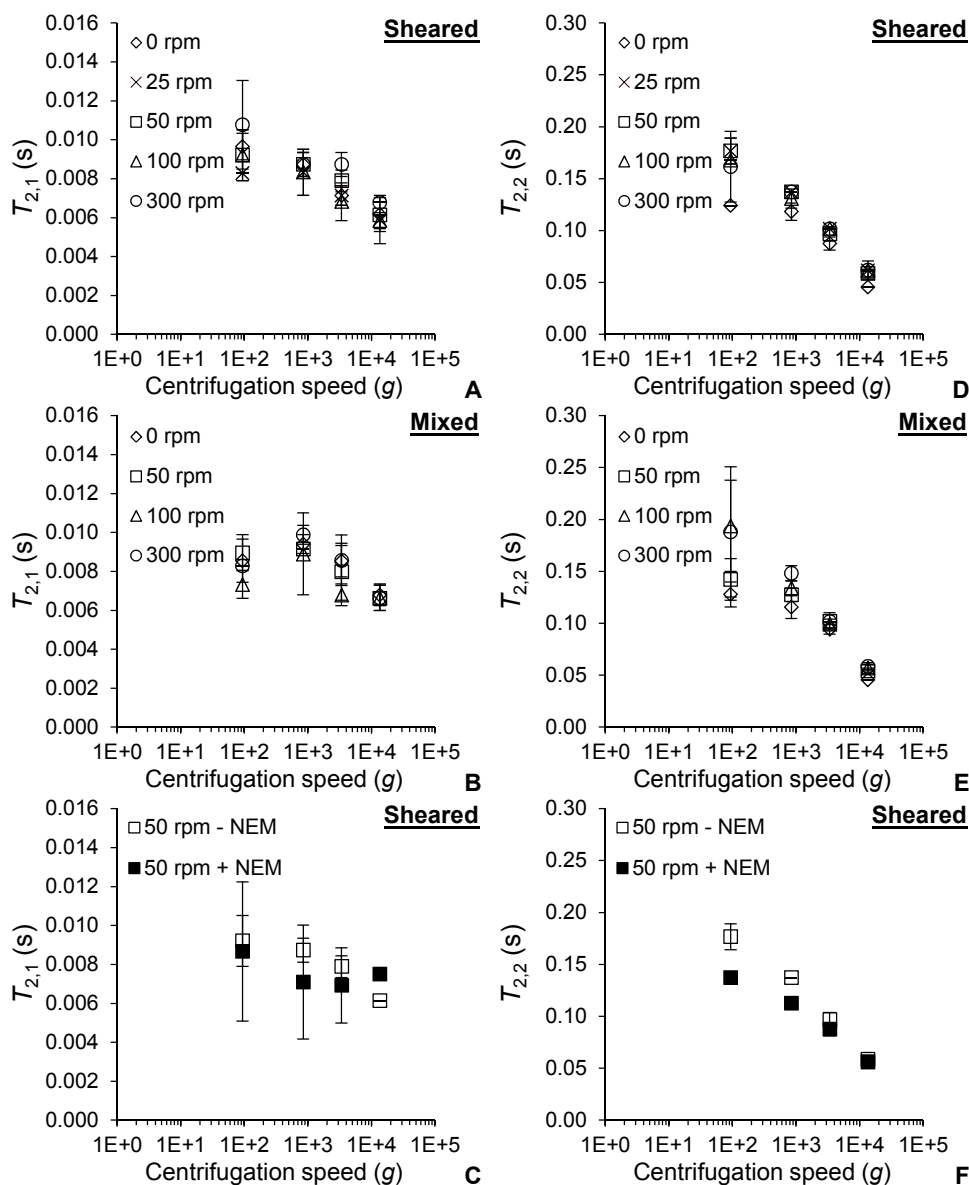 Sheared
0.016
0.014
0.012
0.010
0.008
0.006
0.004
0.002
0.000
T2,1 (s)
0 rpm
25 rpm
50 rpm
100 rpm
300 rpm
1E+0 1E+1 1E+2 1E+3 1E+4 1E+5
Centrifugation speed (g)
A
Sheared
0.30
0.25
0.20
0.15
0.10
0.05
0.00
T2,2 (s)
0 rpm
25 rpm
50 rpm
100 rpm
300 rpm
1E+0 1E+1 1E+2 1E+3 1E+4 1E+5
Centrifugation speed (g)
D
Mixed
0.016
0.014
0.012
0.010
0.008
0.006
0.004
0.002
0.000
T2,1 (s)
0 rpm
50 rpm
100 rpm
300 rpm
1E+0 1E+1 1E+2 1E+3 1E+4 1E+5
Centrifugation speed (g)
B
Mixed
0.30
0.25
0.20
0.15
0.10
0.05
0.00
T2,2 (s)
0 rpm
50 rpm
100 rpm
300 rpm
1E+0 1E+1 1E+2 1E+3 1E+4 1E+5
Centrifugation speed (g)
E
Sheared
0.016
0.014
0.012
0.010
0.008
0.006
0.004
0.002
0.000
T2,1 (s)
50 rpm - NEM
50 rpm + NEM
1E+0 1E+1 1E+2 1E+3 1E+4 1E+5
Centrifugation speed (g)
C
Sheared
0.30
0.25
0.20
0.15
0.10
0.05
0.00
T2,2 (s)
50 rpm - NEM
50 rpm + NEM
1E+0 1E+1 1E+2 1E+3 1E+4 1E+5
Centrifugation speed (g)
F